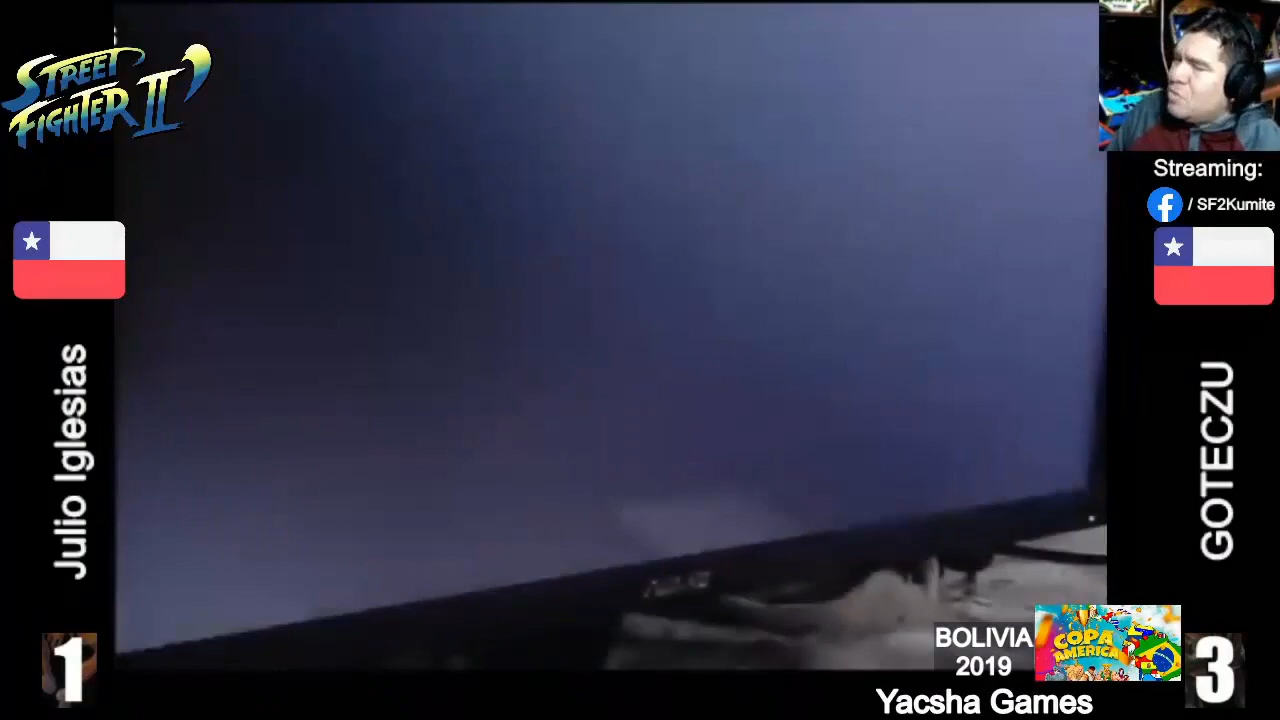 STREET
FIGHTER II'
Streaming:
/ SF2Kumite
Julio Iglesias
GOTECZU
1
BOLIVIA
2019
COPA
AMERICA
3
Yacsha Games